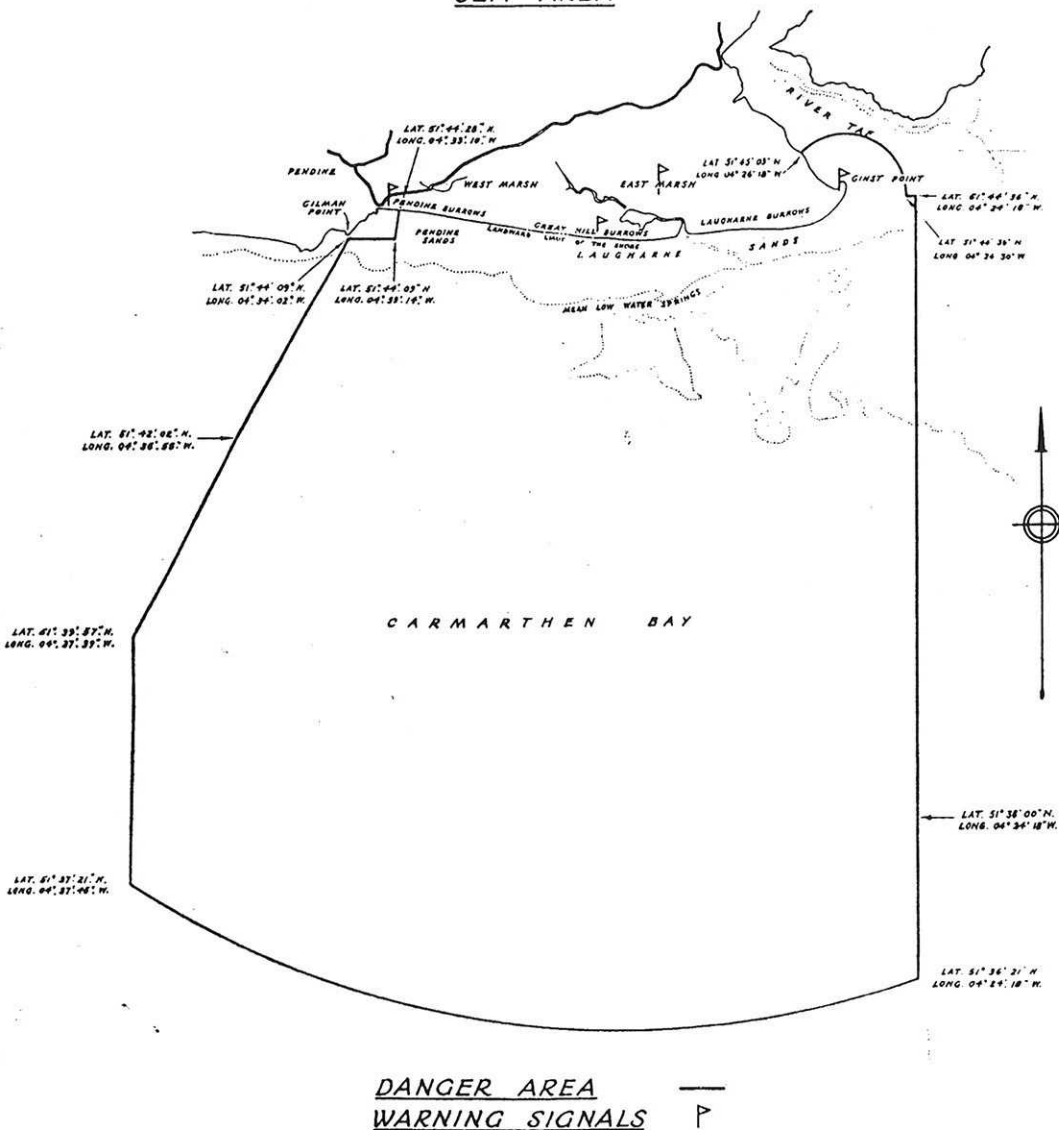 SEA AREA
RIVER TAF
LAT. 51° 44' 28" N.
LONG. 04° 33' 10" W
PENDINE
WEST MARSH
EAST MARSH
LAT 51° 45' 03" N
LONG 04° 26' 18" W
GINST POINT
GILMAN
POINT
PENDINE BURROWS
LAT. 51° 44' 36" N.
LONG. 04° 24' 18" W.
GREAT HILL BURROWS
LAUGHARNE BURROWS
PENDINE
SANDS
LANDWARD LIMIT OF THE SHORE
LAUGHARNE SANDS
LAT 51° 44' 36" N
LONG 04° 24' 30" W
LAT. 51° 44' 09" N.
LONG. 04° 34' 02" W.
LAT. 51° 44' 09" N
LONG. 04° 33' 14" W.
MEAN LOW WATER SPRINGS
LAT. 51° 42' 02" N.
LONG. 04° 35' 56" W.
CARMARTHEN BAY
LAT. 51° 39' 57" N.
LONG. 04° 37' 39" W.
LAT. 51° 38' 00" N.
LONG. 04° 24' 18" W.
LAT. 51° 37' 21" N.
LONG. 04° 37' 46" W.
LAT. 51° 36' 21" N
LONG. 04° 24' 18" W.
DANGER AREA
WARNING SIGNALS